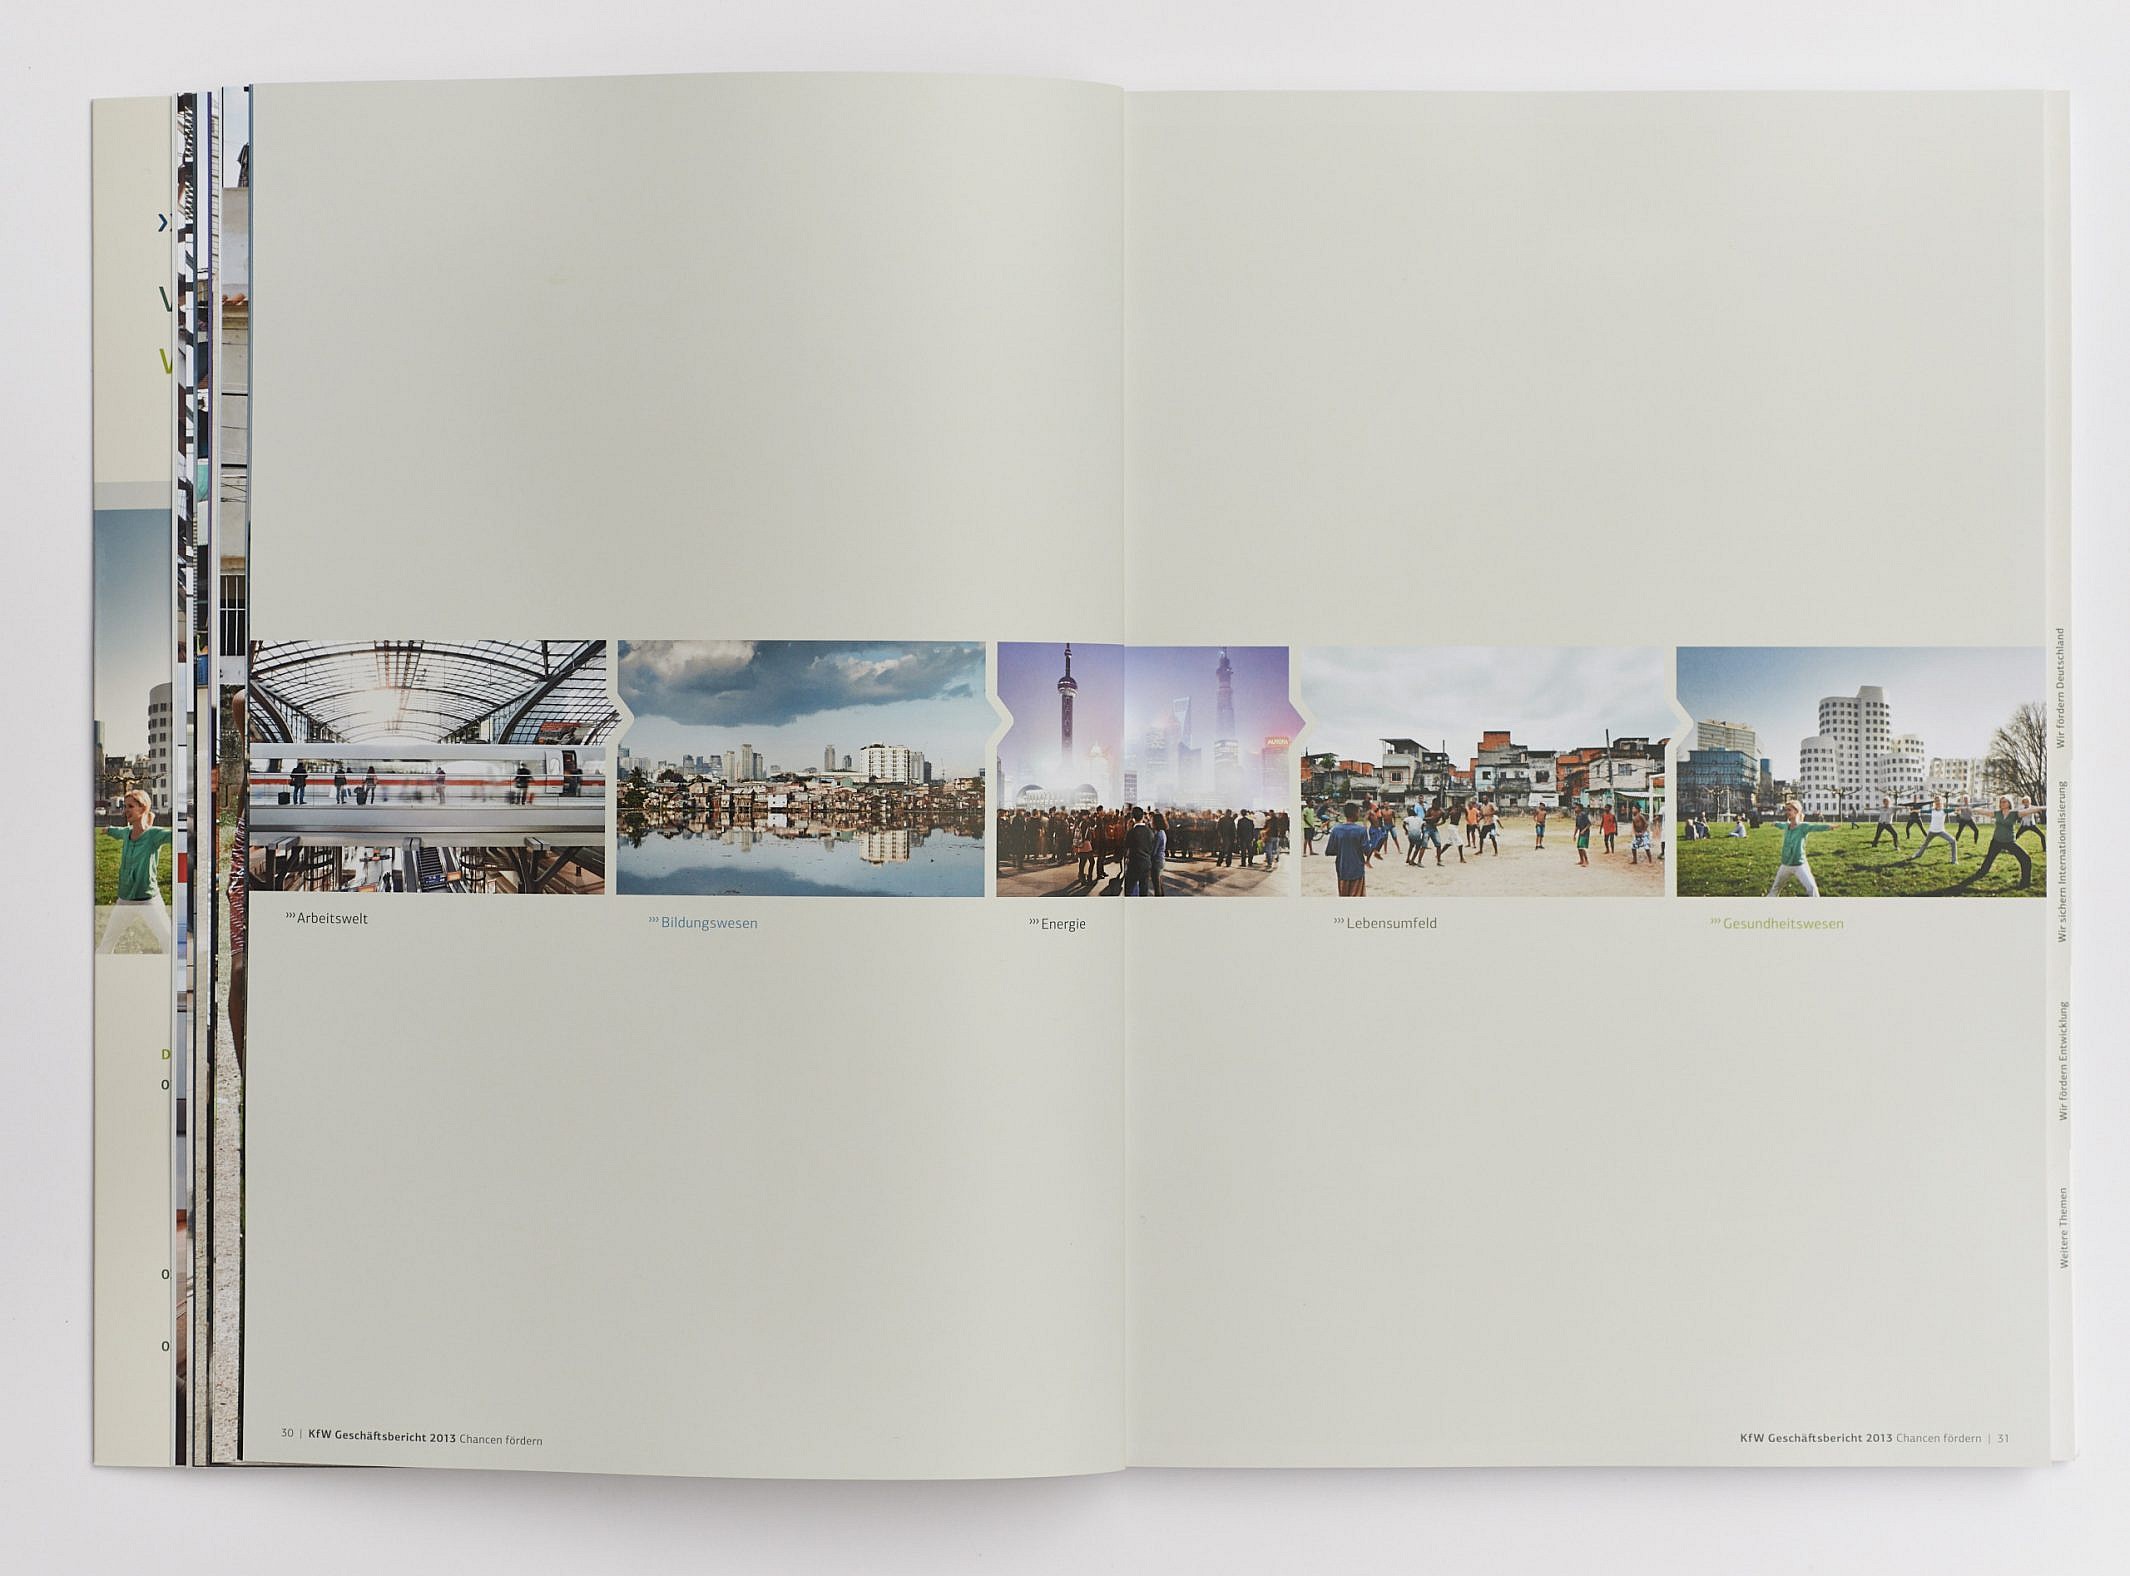 »»Arbeitswelt
»»Bildungswesen
»»Energie
»»Lebensumfeld
»»Gesundheitswesen
30 | KfW Geschäftsbericht 2013 Chancen fördern
KfW Geschäftsbericht 2013 Chancen fördern | 31
Wir fördern Deutschland
Wir sichern Internationalisierung
Wir fördern Entwicklung
Weitere Themen